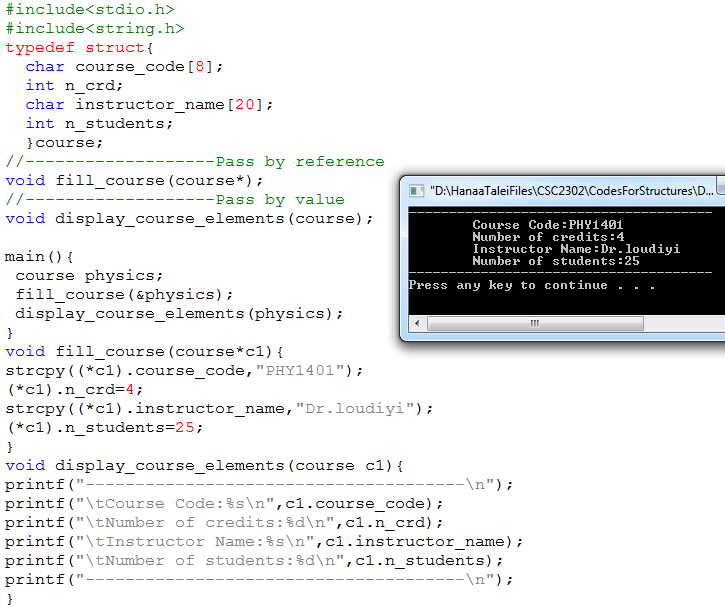 #include<stdio.h>
#include<string.h>
typedef struct{
  char course_code[8];
  int n_crd;
  char instructor_name[20];
  int n_students;
  }course;
//-------------------Pass by reference
void fill_course(course*);
//-------------------Pass by value
void display_course_elements(course);

main(){
 course physics;
 fill_course(&physics);
 display_course_elements(physics);
}
void fill_course(course*c1){
strcpy((*c1).course_code,"PHY1401");
(*c1).n_crd=4;
strcpy((*c1).instructor_name,"Dr.loudiyi");
(*c1).n_students=25;
}
void display_course_elements(course c1){
printf("--------------------------------------\n");
printf("\tCourse Code:%s\n",c1.course_code);
printf("\tNumber of credits:%d\n",c1.n_crd);
printf("\tInstructor Name:%s\n",c1.instructor_name);
printf("\tNumber of students:%d\n",c1.n_students);
printf("--------------------------------------\n");
}
"D:\HanaaTaleiFiles\CSC2302\CodesForStructures\D...
--------------------------------------
        Course Code:PHY1401
        Number of credits:4
        Instructor Name:Dr.loudiyi
        Number of students:25
--------------------------------------
Press any key to continue . . .